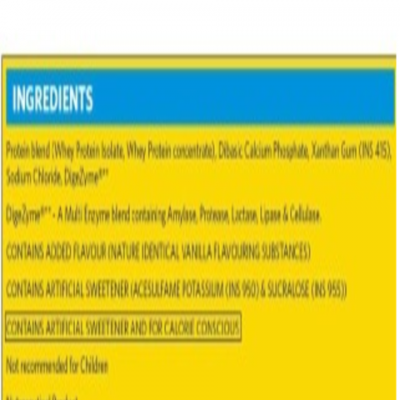 INGREDIENTS
Protein blend (Whey Protein Isolate, Whey Protein concentrate), Dibasic Calcium Phosphate, Xanthan Gum (INS 415),
Sodium Chloride, DigeZyme®**
DigeZyme®** - A Multi Enzyme blend containing Amylase, Protease, Lactase, Lipase & Cellulase.
CONTAINS ADDED FLAVOUR (NATURE IDENTICAL VANILLA FLAVOURING SUBSTANCES)
CONTAINS ARTIFICIAL SWEETENER (ACESULFAME POTASSIUM (INS 950) & SUCRALOSE (INS 955))
CONTAINS ARTIFICIAL SWEETENER AND FOR CALORIE CONSCIOUS
Not recommended for Children